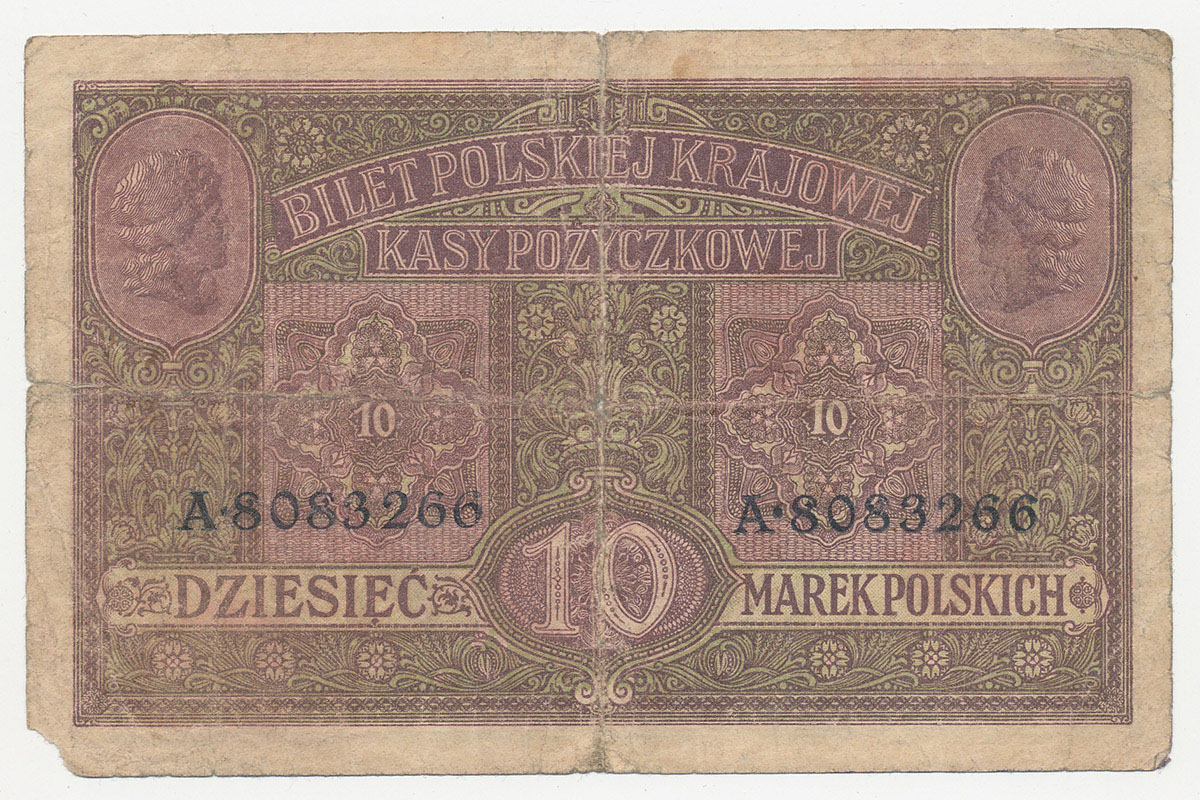 BILET POLSKIEJ KRAJOWEJ
KASY POŻYCZKOWEJ
10 10
A·8083266 A·8083266
DZIESIĘĆ 10 MAREK POLSKICH